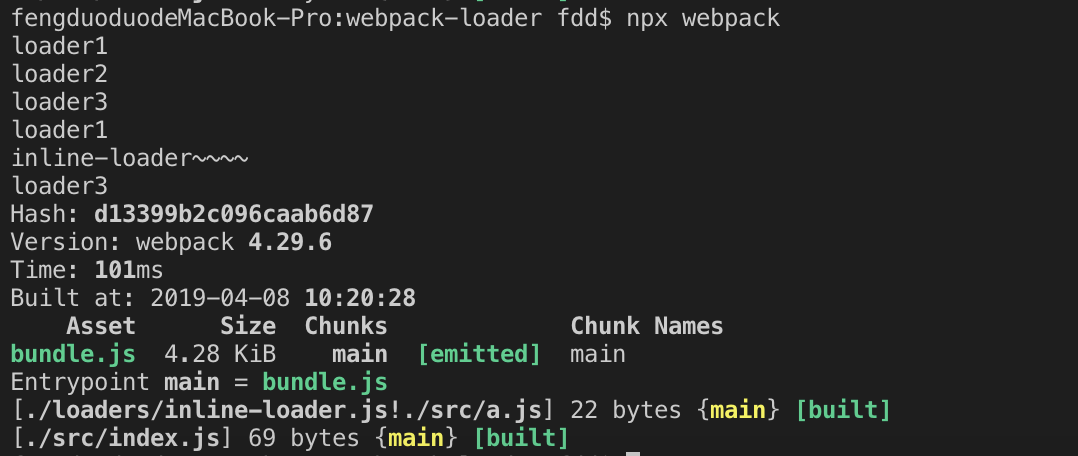 fengduoduodeMacBook-Pro:webpack-loader fdd$ npx webpack
loader1
loader2
loader3
loader1
inline-loader~~~~
loader3
Hash: d13399b2c096caab6d87
Version: webpack 4.29.6
Time: 101ms
Built at: 2019-04-08 10:20:28
    Asset      Size  Chunks             Chunk Names
bundle.js  4.28 KiB    main  [emitted]  main
Entrypoint main = bundle.js
[./loaders/inline-loader.js!./src/a.js] 22 bytes {main} [built]
[./src/index.js] 69 bytes {main} [built]